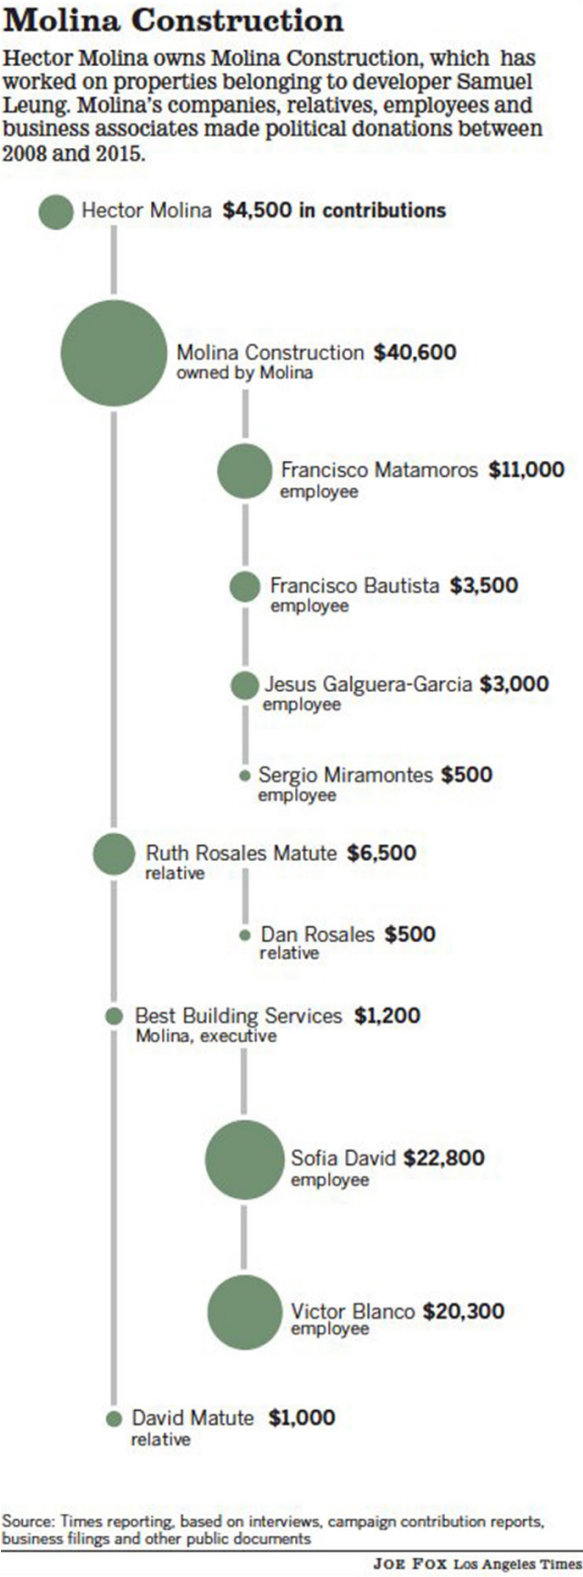 Molina Construction
Hector Molina owns Molina Construction, which has
worked on properties belonging to developer Samuel
Leung. Molina's companies, relatives, employees and
business associates made political donations between
2008 and 2015.
Hector Molina $4,500 in contributions
Molina Construction $40,600
owned by Molina
Francisco Matamoros $11,000
employee
Francisco Bautista $3,500
employee
Jesus Galguera-Garcia $3,000
employee
Sergio Miramontes $500
employee
Ruth Rosales Matute $6,500
relative
Dan Rosales $500
relative
Best Building Services $1,200
Molina, executive
Sofia David $22,800
employee
Victor Blanco $20,300
employee
David Matute $1,000
relative
Source: Times reporting, based on interviews, campaign contribution reports,
business filings and other public documents
JOE FOX Los Angeles Times